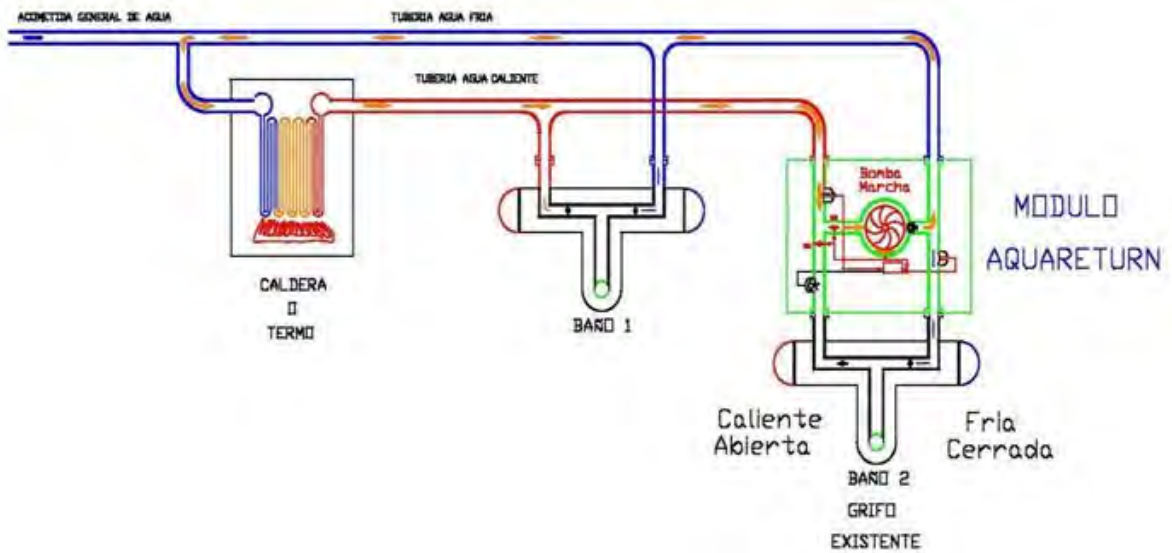 ACOMETIDA GENERAL DE AGUA
TUBERIA AGUA FRIA
TUBERIA AGUA CALIENTE
CALDERA
O
TERMO
BAÑO 1
Bomba
Marcha
MODULO
AQUARETURN
Caliente
Abierta
Fria
Cerrada
BAÑO 2
GRIFO
EXISTENTE